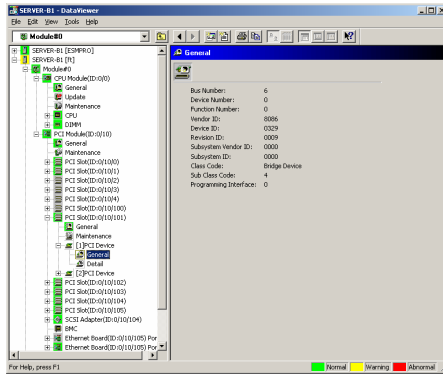 SERVER-B1 - DataViewer
File Edit View Tools Help
Module#0
SERVER-B1 [ESMPRO]
SERVER-B1 [ft]
Module#0
CPU Module(ID:0/0)
General
Update
Maintenance
CPU
DIMM
PCI Module(ID:0/10)
General
Maintenance
PCI Slot(ID:0/10/0)
PCI Slot(ID:0/10/1)
PCI Slot(ID:0/10/2)
PCI Slot(ID:0/10/3)
PCI Slot(ID:0/10/4)
PCI Slot(ID:0/10/100)
PCI Slot(ID:0/10/101)
General
Maintenance
[1]PCI Device
General
Detail
[2]PCI Device
PCI Slot(ID:0/10/102)
PCI Slot(ID:0/10/103)
PCI Slot(ID:0/10/104)
PCI Slot(ID:0/10/105)
SCSI Adapter(ID:0/10/104)
BMC
Ethernet Board(ID:0/10/105) Por
Ethernet Board(ID:0/10/105) Por
General
Bus Number: 6
Device Number: 0
Function Number: 0
Vendor ID: 8086
Device ID: 0329
Revision ID: 0009
Subsystem Vendor ID: 0000
Subsystem ID: 0000
Class Code: Bridge Device
Sub Class Code: 4
Programming Interface: 0
For Help, press F1
Normal Warning Abnormal